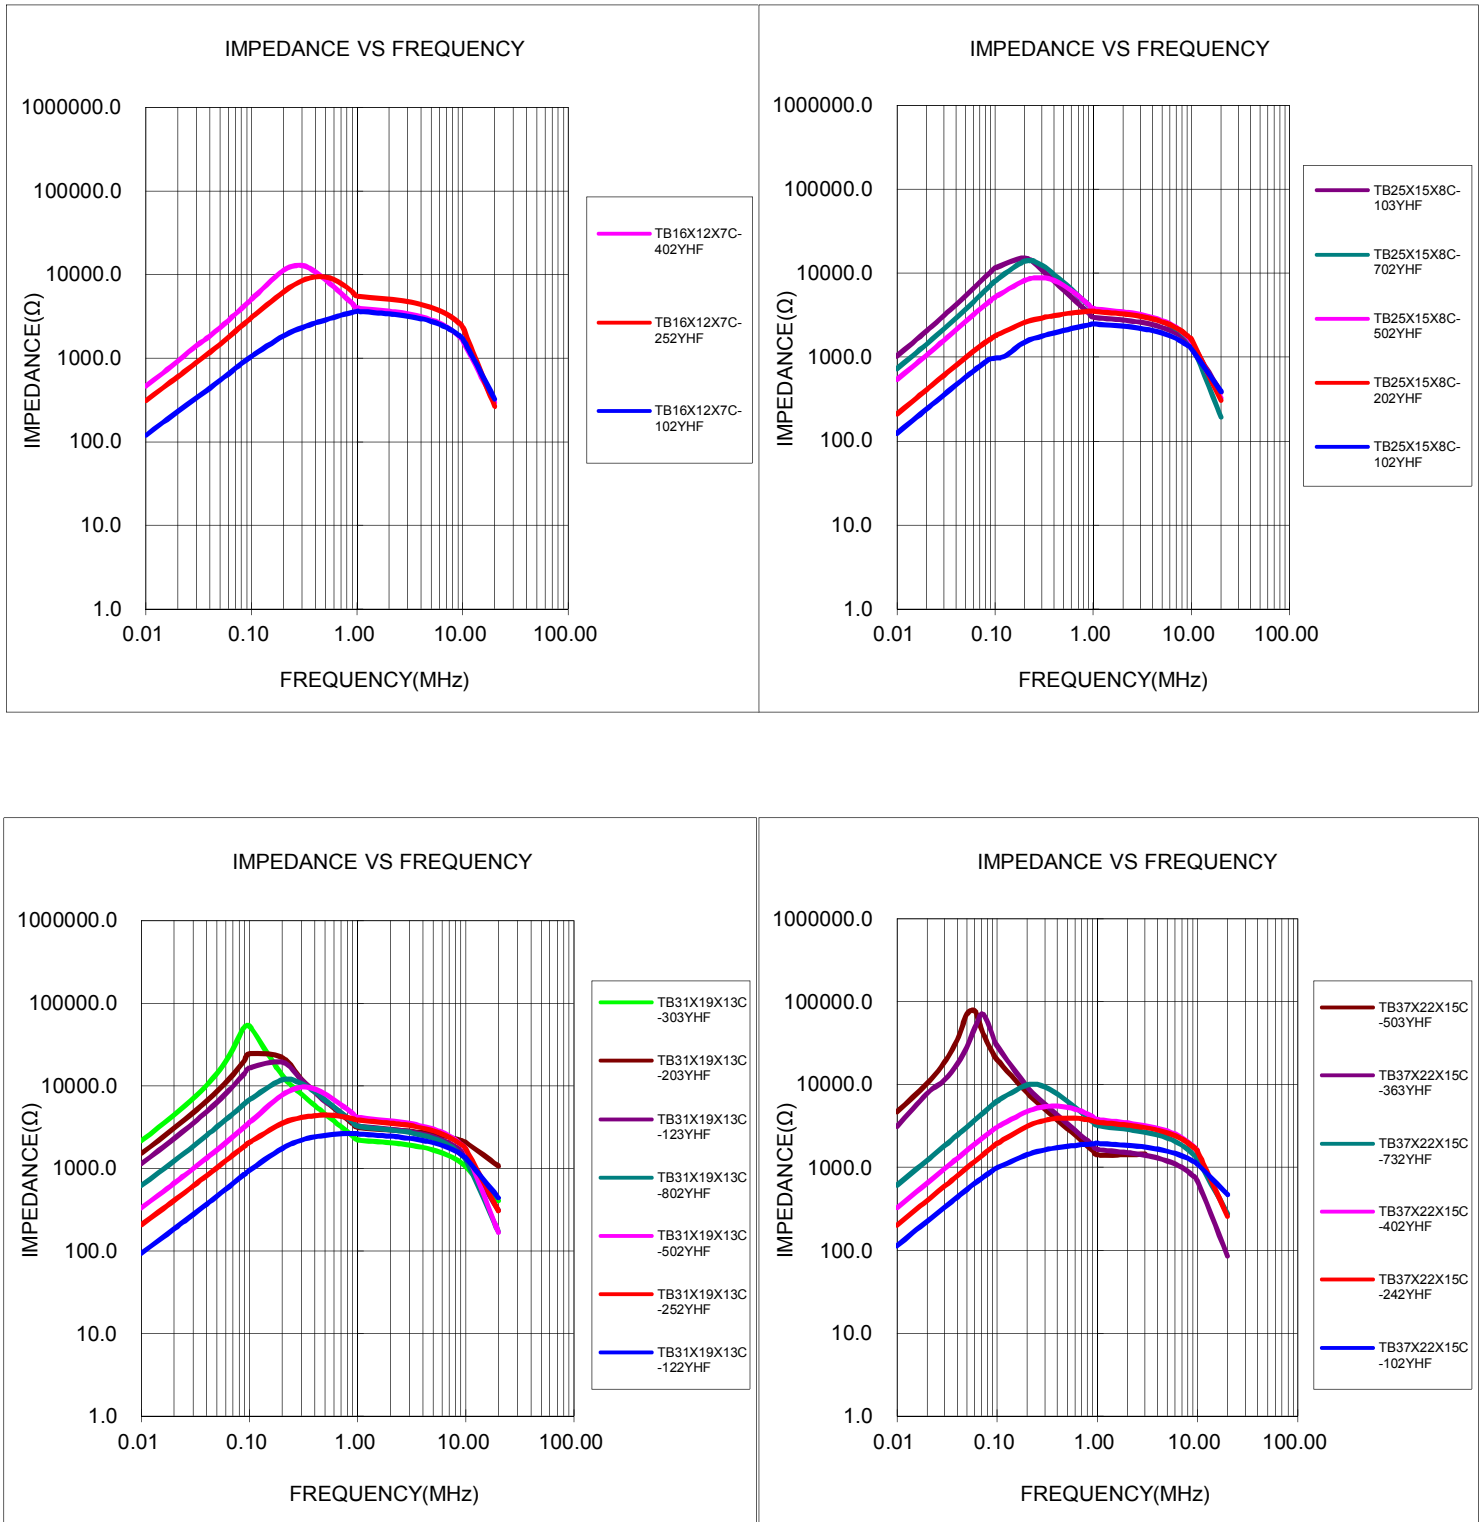 IMPEDANCE VS FREQUENCY
1000000.0
100000.0
10000.0
1000.0
100.0
10.0
1.0
IMPEDANCE(Ω)
0.01 0.10 1.00 10.00 100.00
FREQUENCY(MHz)
TB16X12X7C-
402YHF
TB16X12X7C-
252YHF
TB16X12X7C-
102YHF
IMPEDANCE VS FREQUENCY
1000000.0
100000.0
10000.0
1000.0
100.0
10.0
1.0
IMPEDANCE(Ω)
0.01 0.10 1.00 10.00 100.00
FREQUENCY(MHz)
TB25X15X8C-
103YHF
TB25X15X8C-
702YHF
TB25X15X8C-
502YHF
TB25X15X8C-
202YHF
TB25X15X8C-
102YHF
IMPEDANCE VS FREQUENCY
1000000.0
100000.0
10000.0
1000.0
100.0
10.0
1.0
IMPEDANCE(Ω)
0.01 0.10 1.00 10.00 100.00
FREQUENCY(MHz)
TB31X19X13C
-303YHF
TB31X19X13C
-203YHF
TB31X19X13C
-123YHF
TB31X19X13C
-802YHF
TB31X19X13C
-502YHF
TB31X19X13C
-252YHF
TB31X19X13C
-122YHF
IMPEDANCE VS FREQUENCY
1000000.0
100000.0
10000.0
1000.0
100.0
10.0
1.0
IMPEDANCE(Ω)
0.01 0.10 1.00 10.00 100.00
FREQUENCY(MHz)
TB37X22X15C
-503YHF
TB37X22X15C
-363YHF
TB37X22X15C
-732YHF
TB37X22X15C
-402YHF
TB37X22X15C
-242YHF
TB37X22X15C
-102YHF